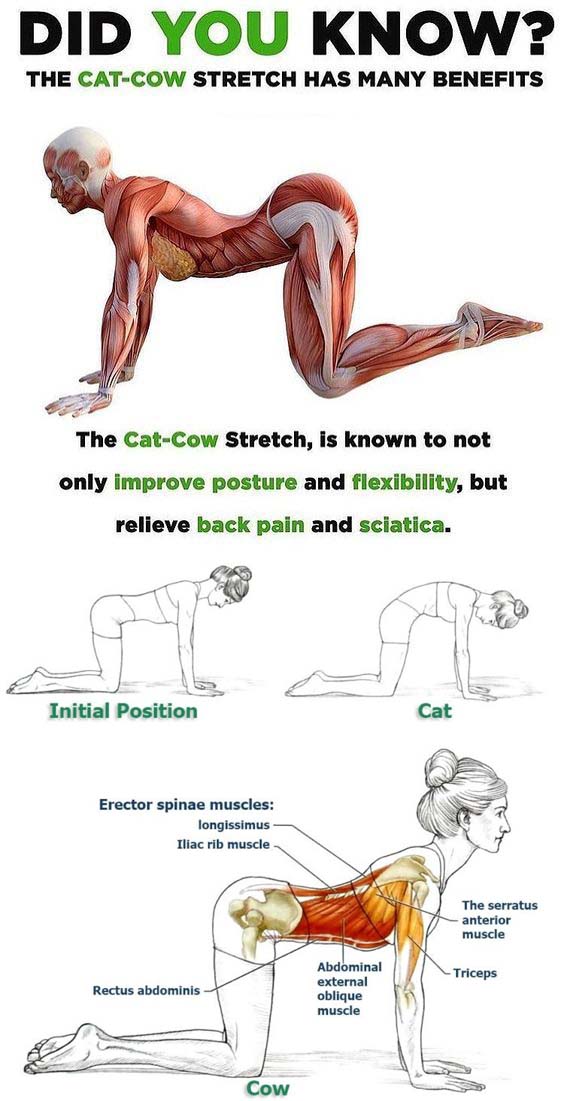 DID YOU KNOW?
THE CAT-COW STRETCH HAS MANY BENEFITS
The Cat-Cow Stretch, is known to not
only improve posture and flexibility, but
relieve back pain and sciatica.
Initial Position
Cat
Erector spinae muscles:
longissimus
Iliac rib muscle
The serratus
anterior
muscle
Triceps
Abdominal
external
oblique
muscle
Rectus abdominis
Cow